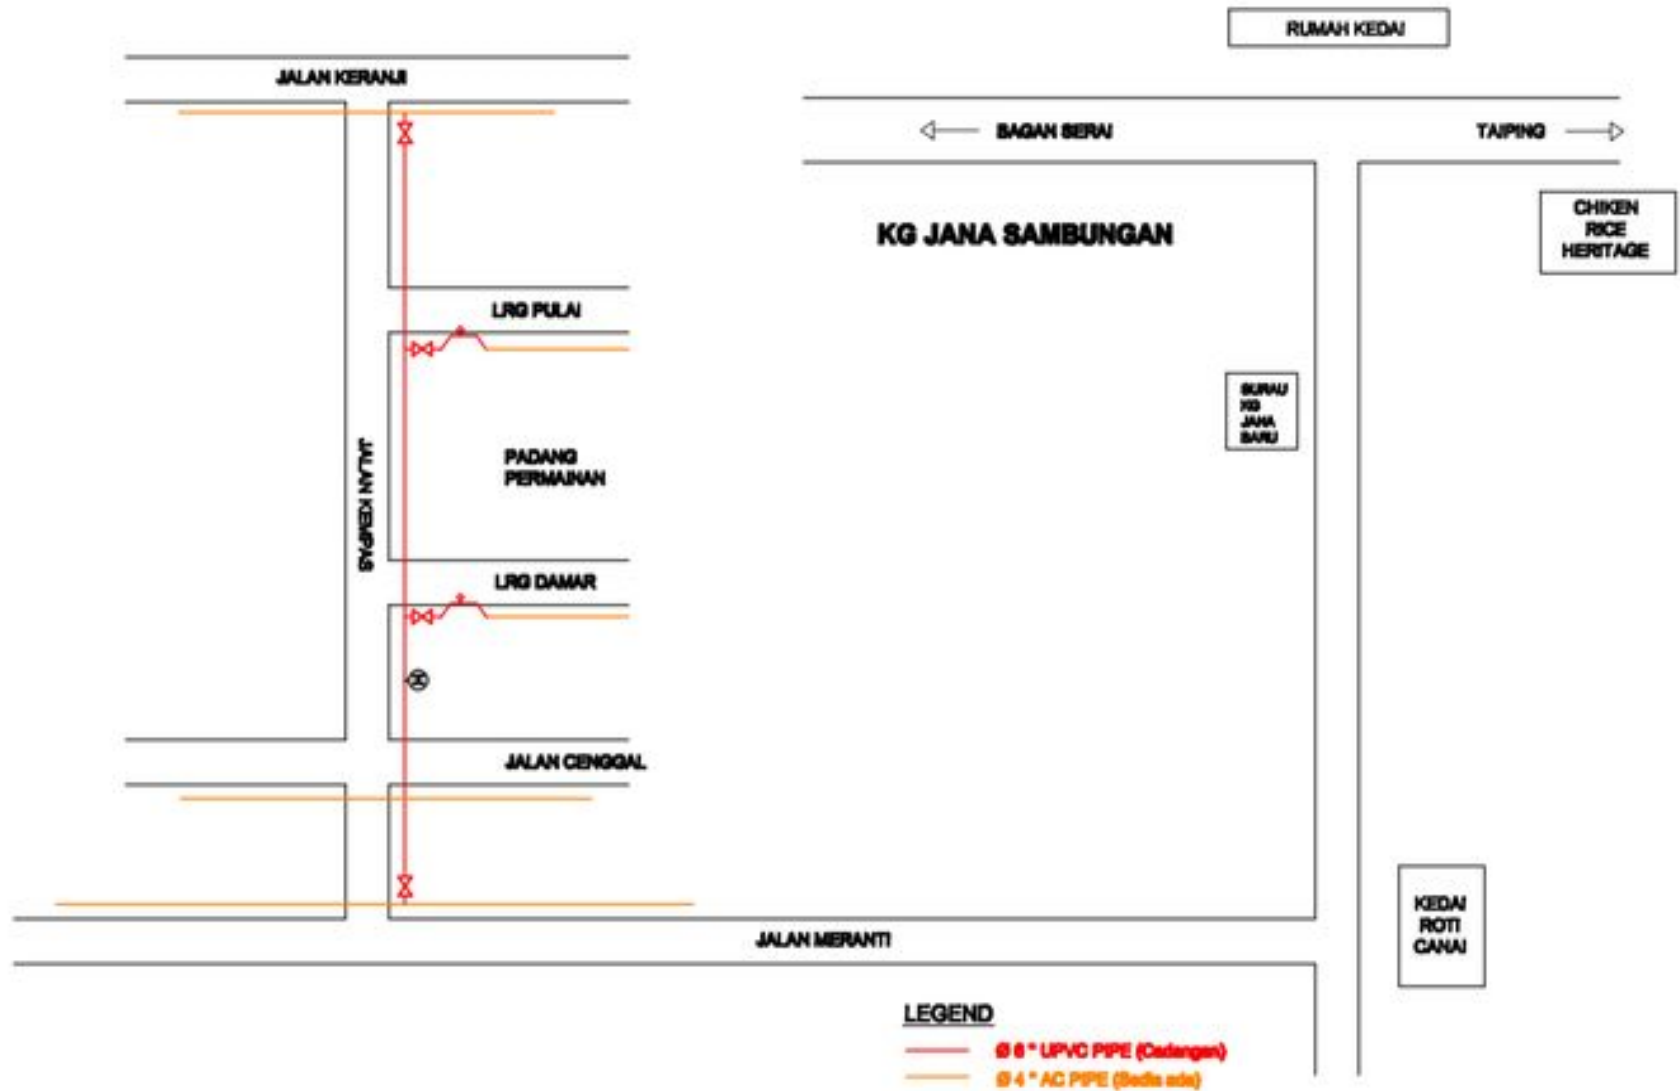 RUMAH KEDAI
JALAN KERANJI
BAGAN SERAI
TAIPING
CHIKEN
RICE
HERITAGE
KG JANA SAMBUNGAN
LRG PULAI
SURAU
KG
JANA
BARU
JALAN KEMPAS
PADANG
PERMAINAN
LRG DAMAR
JALAN CENGGAL
KEDAI
ROTI
CANAI
JALAN MERANTI
LEGEND
Ø 6 " UPVC PIPE (Cadangan)
Ø 4 " AC PIPE (Sedia ada)